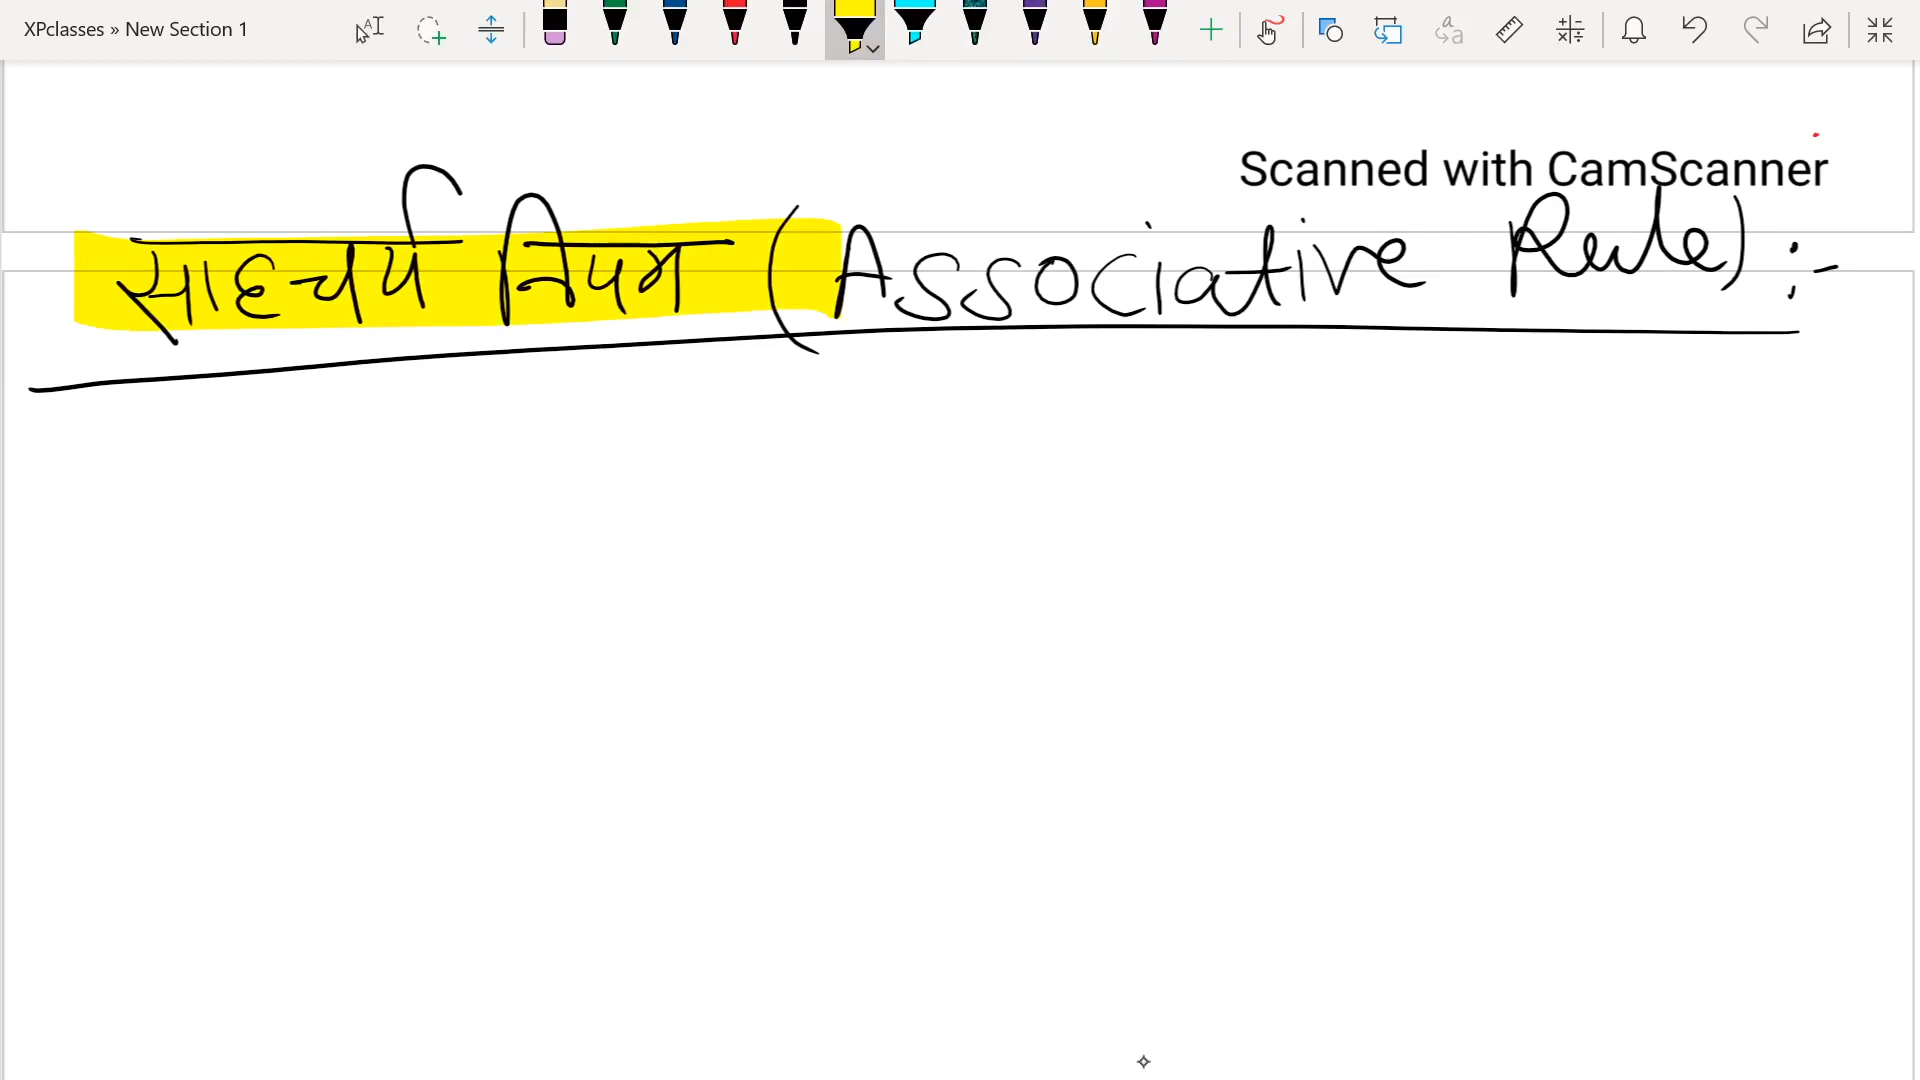 XPclasses » New Section 1
Scanned with CamScanner
साहचर्य नियम (Associative Rule) :-